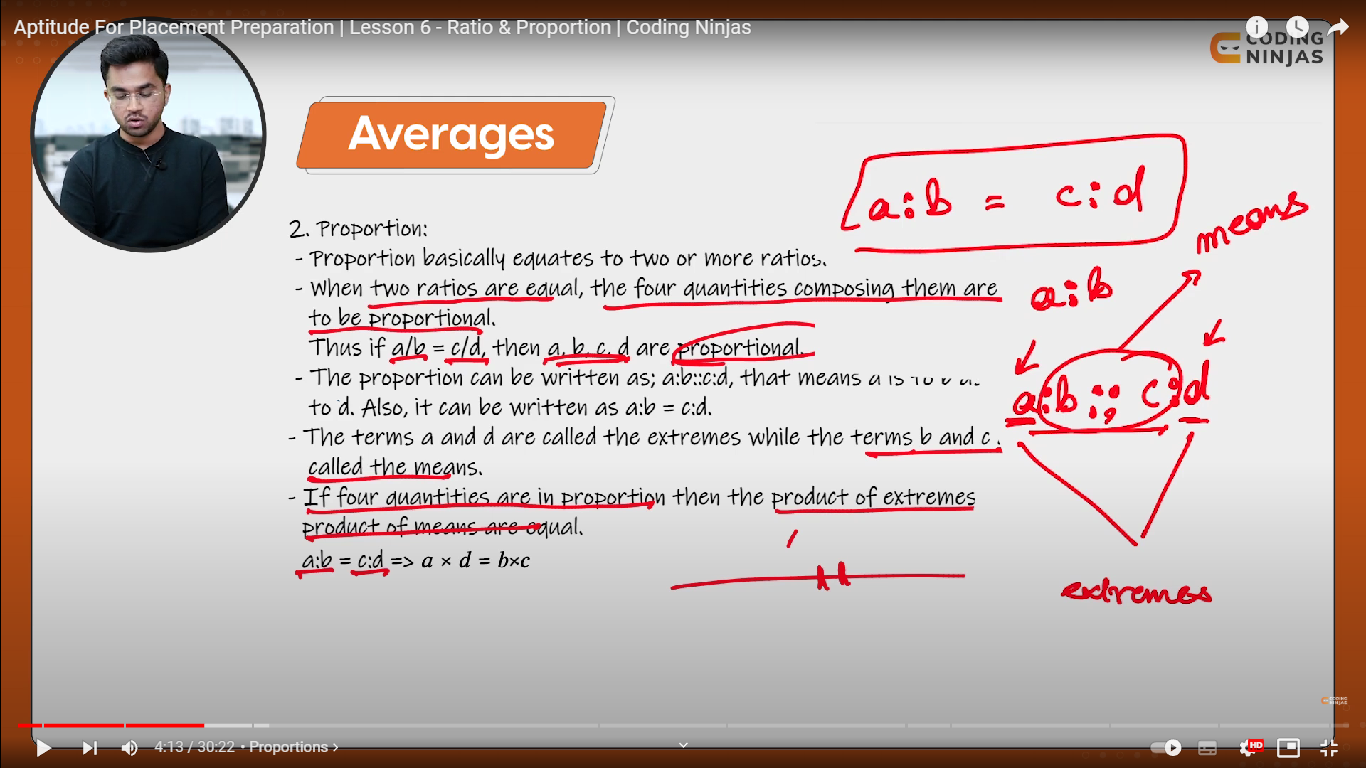 Aptitude For Placement Preparation | Lesson 6 - Ratio & Proportion | Coding Ninjas
CODING
NINJAS
Averages
a:b = c:d
means
2. Proportion:
- Proportion basically equates to two or more ratios.
- When two ratios are equal, the four quantities composing them are
to be proportional.
Thus if a/b = c/d, then a, b, c, d are proportional.
- The proportion can be written as; a:b::c:d, that means a is to b
to d. Also, it can be written as a:b = c:d.
- The terms a and d are called the extremes while the terms b and c
called the means.
- If four quantities are in proportion then the product of extremes
product of means are equal.
a:b = c:d => a × d = b×c
a:b
a:b :: c:d
extremes
CODING NINJAS
4:13 / 30:22 • Proportions >
HD